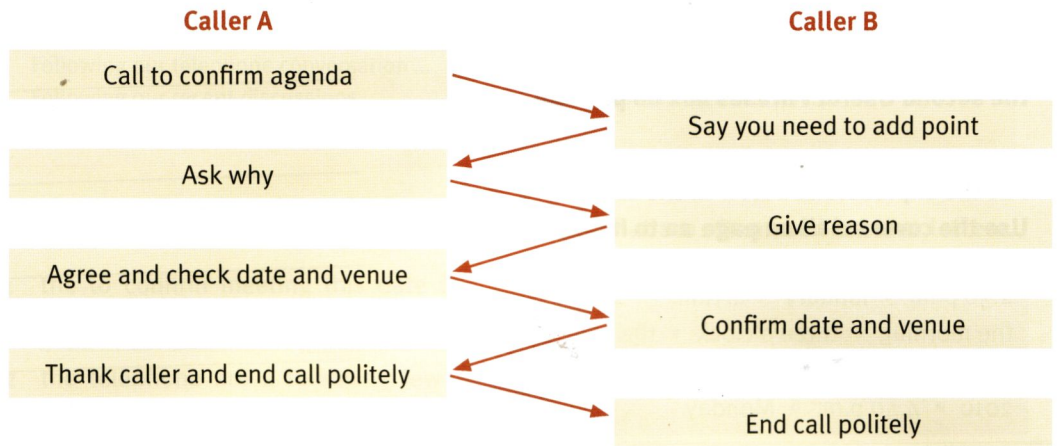 Caller A
Caller B
Call to confirm agenda
Say you need to add point
Ask why
Give reason
Agree and check date and venue
Confirm date and venue
Thank caller and end call politely
End call politely